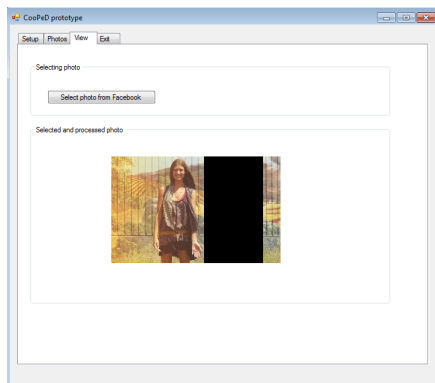 CooPeD prototype
Setup Photos View Exit
Selecting photo
Select photo from Facebook
Selected and processed photo